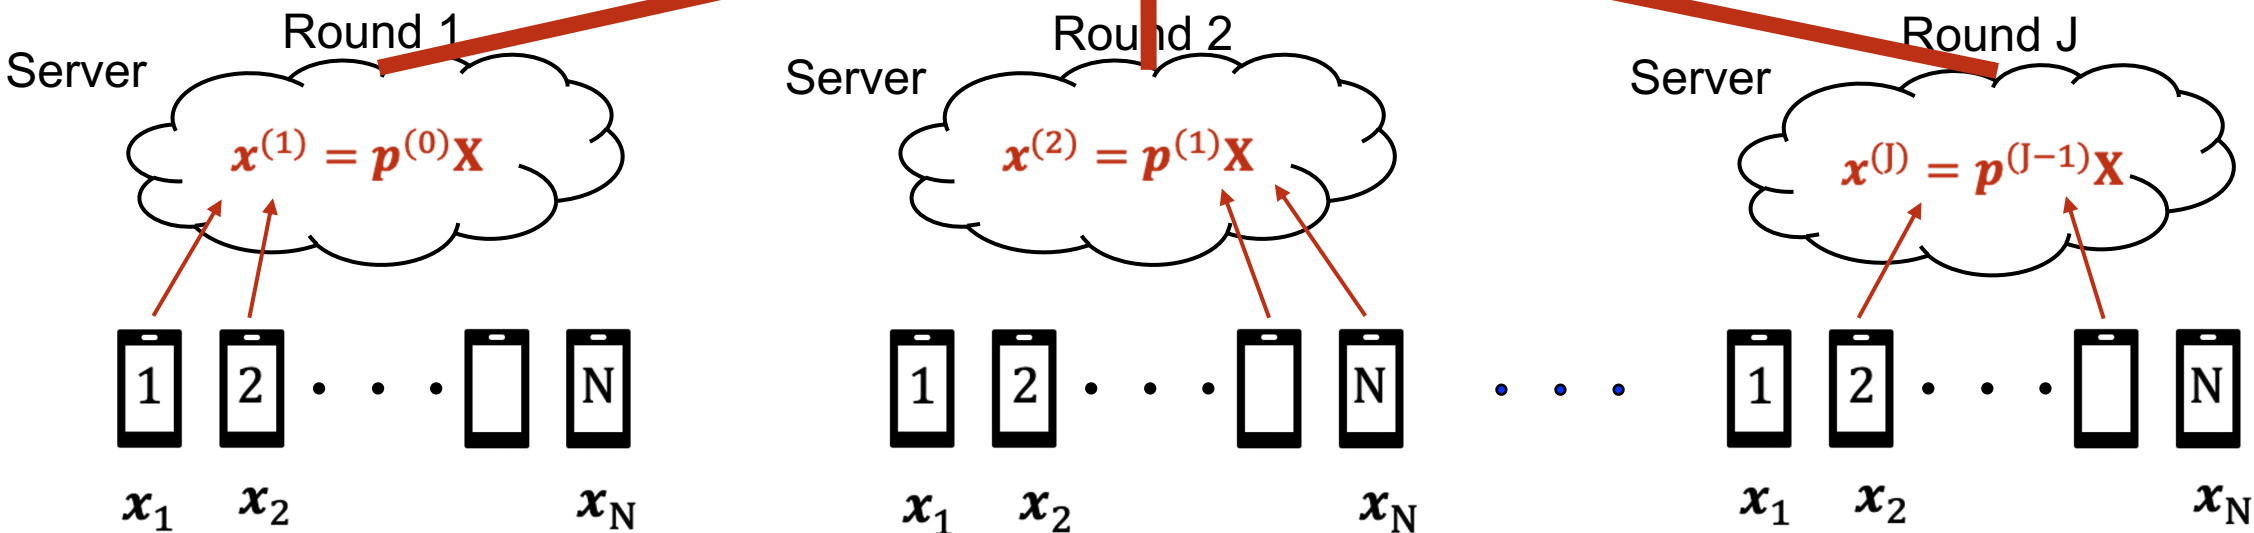 Round 1
Server
x^(1) = p^(0)X
1 2 N
x_1 x_2 x_N
Round 2
Server
x^(2) = p^(1)X
1 2 N
x_1 x_2 x_N
Round J
Server
x^(J) = p^(J−1)X
1 2 N
x_1 x_2 x_N